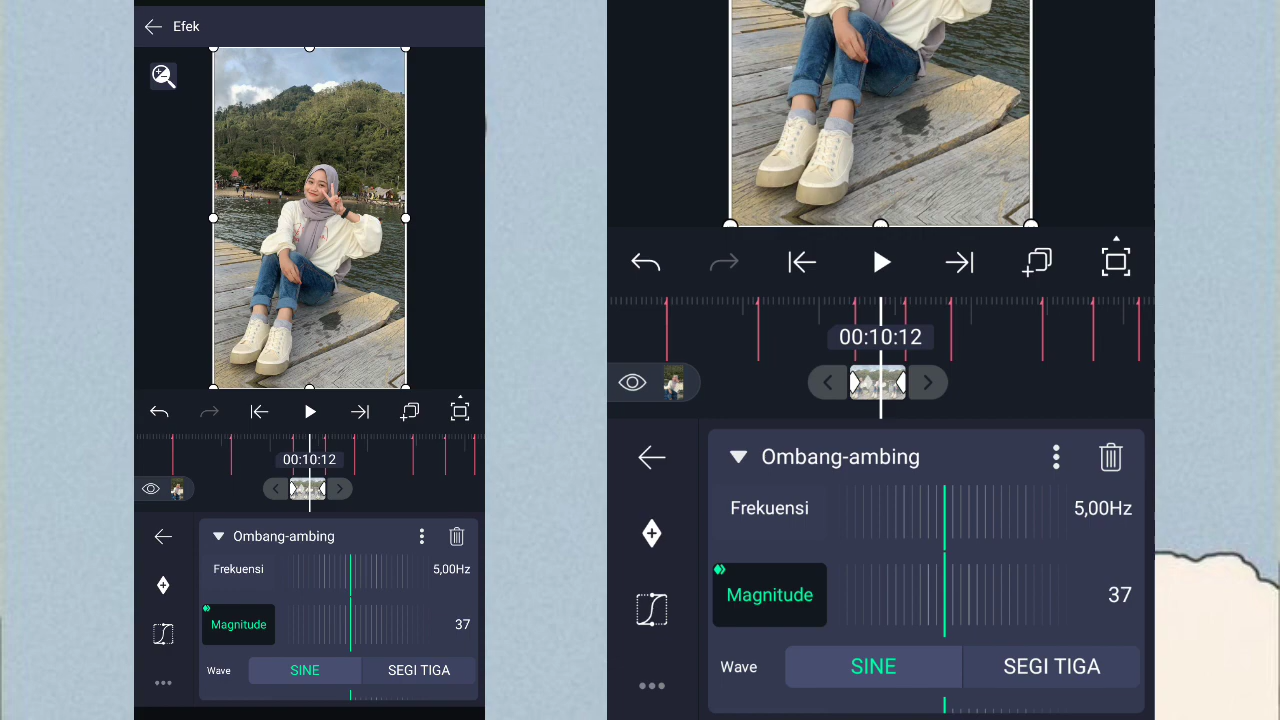 Efek
00:10:12
Ombang-ambing
Frekuensi
5,00Hz
Magnitude
37
Wave
SINE
SEGI TIGA
00:10:12
Ombang-ambing
Frekuensi
5,00Hz
Magnitude
37
Wave
SINE
SEGI TIGA